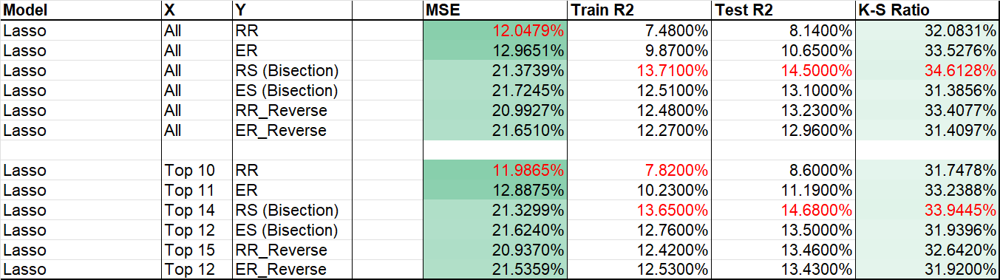 Model X Y MSE Train R2 Test R2 K-S Ratio
Lasso All RR 12.0479% 7.4800% 8.1400% 32.0831%
Lasso All ER 12.9651% 9.8700% 10.6500% 33.5276%
Lasso All RS (Bisection) 21.3739% 13.7100% 14.5000% 34.6128%
Lasso All ES (Bisection) 21.7245% 12.5100% 13.1000% 31.3856%
Lasso All RR_Reverse 20.9927% 12.4800% 13.2300% 33.4077%
Lasso All ER_Reverse 21.6510% 12.2700% 12.9600% 31.4097%
Lasso Top 10 RR 11.9865% 7.8200% 8.6000% 31.7478%
Lasso Top 11 ER 12.8875% 10.2300% 11.1900% 33.2388%
Lasso Top 14 RS (Bisection) 21.3299% 13.6500% 14.6800% 33.9445%
Lasso Top 12 ES (Bisection) 21.6240% 12.7600% 13.5000% 31.9396%
Lasso Top 15 RR_Reverse 20.9370% 12.4200% 13.4600% 32.6420%
Lasso Top 12 ER_Reverse 21.5359% 12.5300% 13.4300% 31.9200%